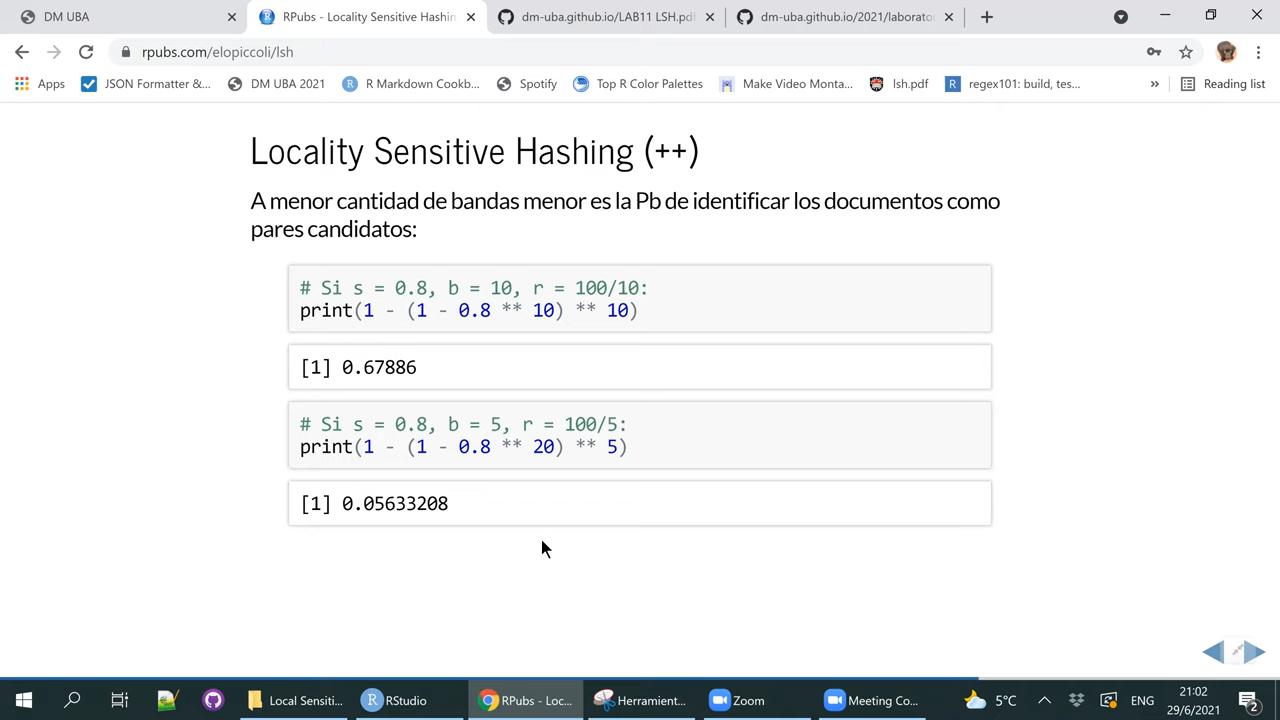 DM UBA
RPubs - Locality Sensitive Hashing
dm-uba.github.io/LAB11 LSH.pdf
dm-uba.github.io/2021/laborato
rpubs.com/elopiccoli/lsh
Apps
JSON Formatter &...
DM UBA 2021
R Markdown Cookb...
Spotify
Top R Color Palettes
Make Video Monta...
lsh.pdf
regex101: build, tes...
»
Reading list
Locality Sensitive Hashing (++)
A menor cantidad de bandas menor es la Pb de identificar los documentos como
pares candidatos:
# Si s = 0.8, b = 10, r = 100/10:
print(1 - (1 - 0.8 ** 10) ** 10)
[1] 0.67886
# Si s = 0.8, b = 5, r = 100/5:
print(1 - (1 - 0.8 ** 20) ** 5)
[1] 0.05633208
Local Sensiti...
RStudio
RPubs - Loc...
Herramient...
Zoom
Meeting Co...
5°C
ENG
21:02
29/6/2021
2